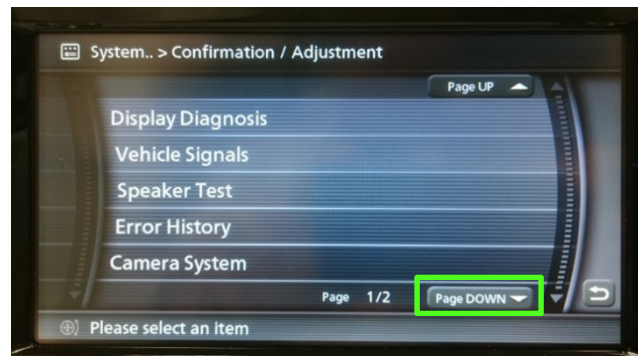 System.. > Confirmation / Adjustment
Page UP
Display Diagnosis
Vehicle Signals
Speaker Test
Error History
Camera System
Page 1/2 Page DOWN
Please select an item